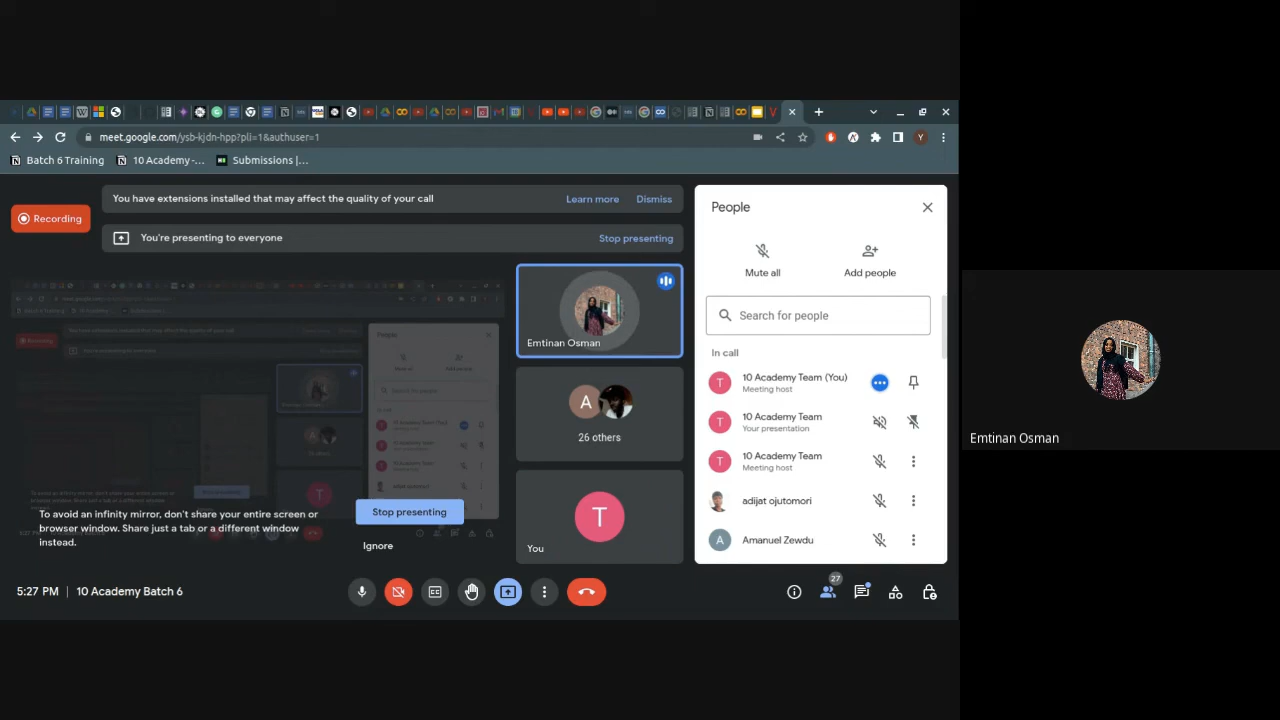 meet.google.com/ysb-kjdn-hpp?pli=1&authuser=1
Y
Batch 6 Training
10 Academy -...
Submissions |...
Recording
You have extensions installed that may affect the quality of your call
Learn more
Dismiss
You're presenting to everyone
Stop presenting
To avoid an infinity mirror, don't share your entire screen or
browser window. Share just a tab or a different window
instead.
Stop presenting
Ignore
Emtinan Osman
A
26 others
T
You
People
Mute all
Add people
Search for people
In call
T
10 Academy Team (You)
Meeting host
T
10 Academy Team
Your presentation
T
10 Academy Team
Meeting host
adijat ojutomori
A
Amanuel Zewdu
5:27 PM
10 Academy Batch 6
27
Emtinan Osman